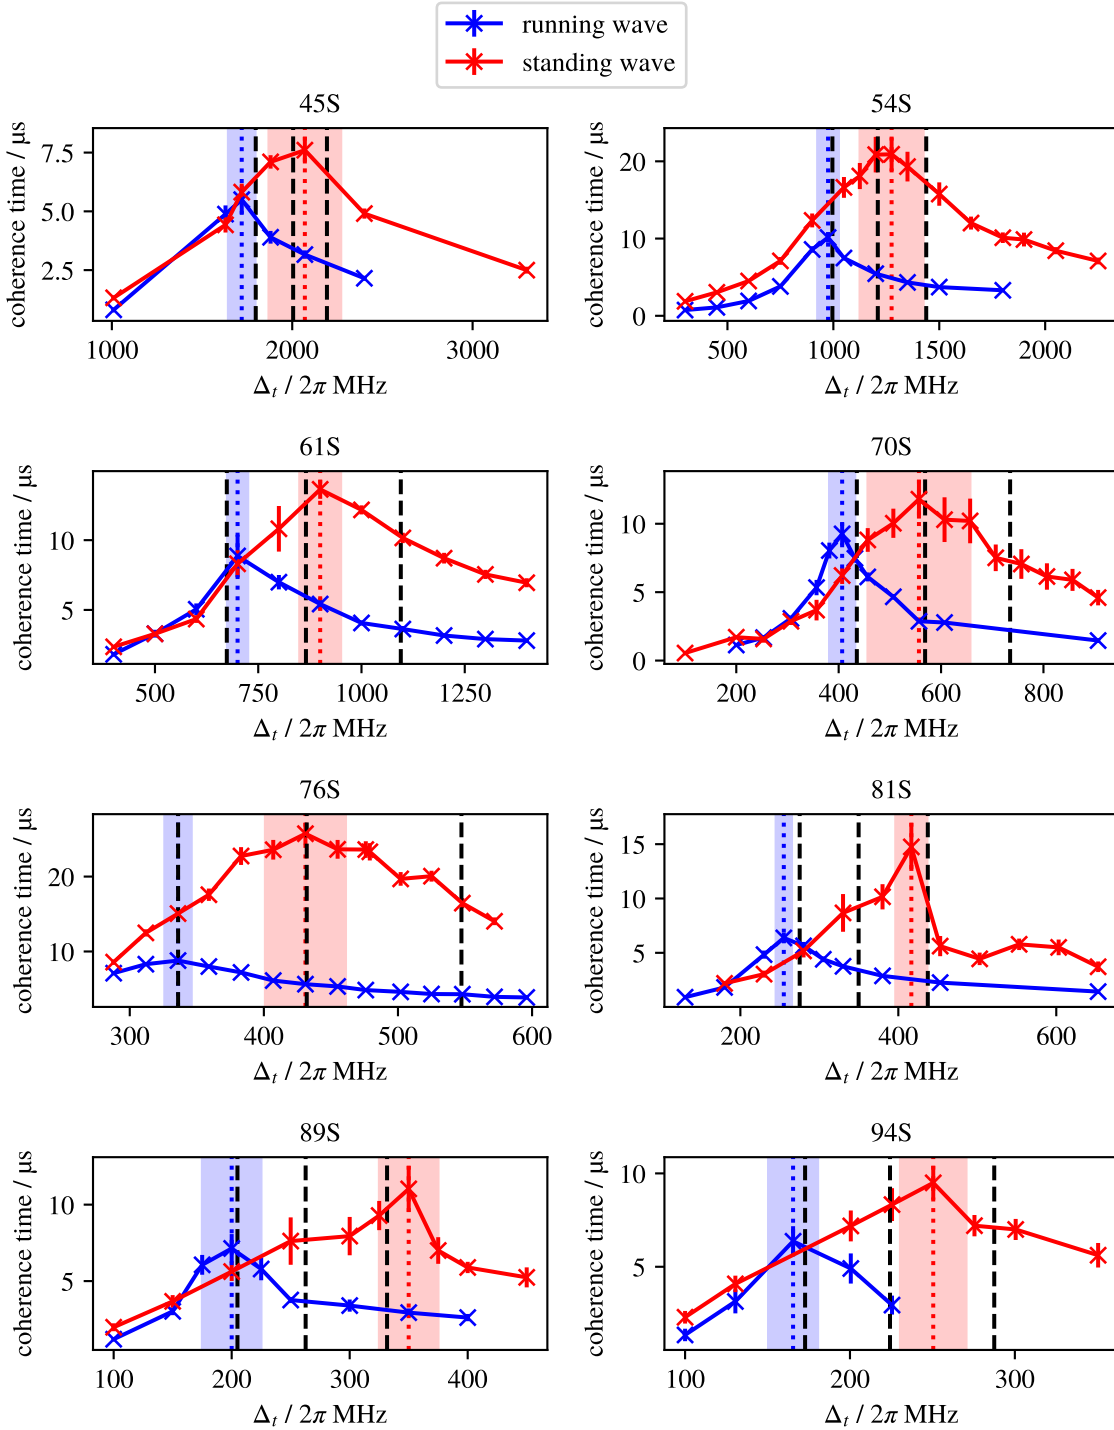 running wave
standing wave
45S
54S
coherence time / μs
7.5
5.0
2.5
1000 2000 3000
Δt / 2π MHz
coherence time / μs
20
10
0
500 1000 1500 2000
Δt / 2π MHz
61S
70S
coherence time / μs
10
5
500 750 1000 1250
Δt / 2π MHz
coherence time / μs
10
5
0
200 400 600 800
Δt / 2π MHz
76S
81S
coherence time / μs
20
10
300 400 500 600
Δt / 2π MHz
coherence time / μs
15
10
5
200 400 600
Δt / 2π MHz
89S
94S
coherence time / μs
10
5
100 200 300 400
Δt / 2π MHz
coherence time / μs
10
5
100 200 300
Δt / 2π MHz